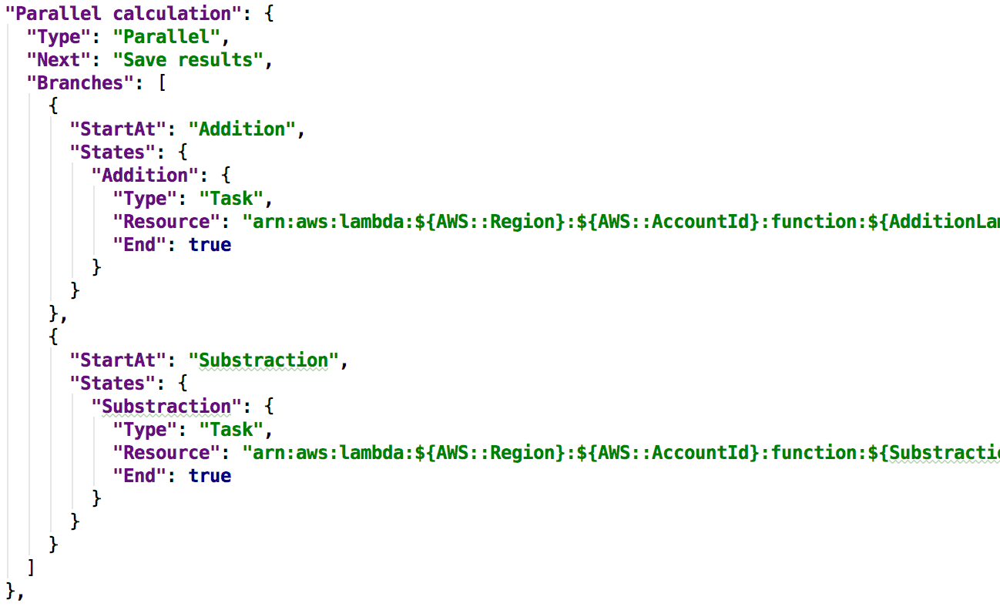 "Parallel calculation": {
"Type": "Parallel",
"Next": "Save results",
"Branches": [
{
"StartAt": "Addition",
"States": {
"Addition": {
"Type": "Task",
"Resource": "arn:aws:lambda:${AWS::Region}:${AWS::AccountId}:function:${AdditionLa
"End": true
}
}
},
{
"StartAt": "Substraction",
"States": {
"Substraction": {
"Type": "Task",
"Resource": "arn:aws:lambda:${AWS::Region}:${AWS::AccountId}:function:${Substracti
"End": true
}
}
}
]
},